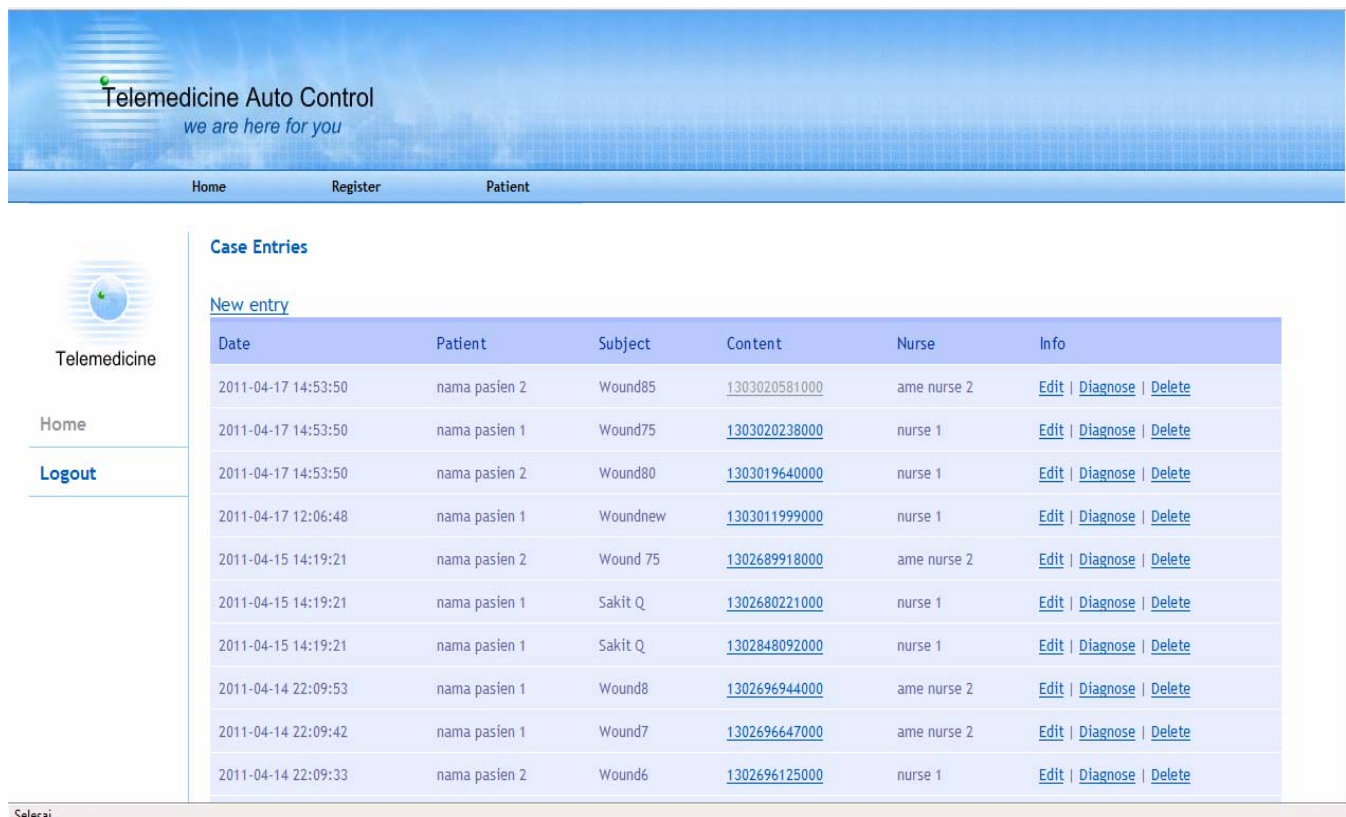 Telemedicine Auto Control
we are here for you
Home Register Patient
Case Entries
New entry
Telemedicine
Home
Logout
Date Patient Subject Content Nurse Info
2011-04-17 14:53:50 nama pasien 2 Wound85 1303020581000 ame nurse 2 Edit | Diagnose | Delete
2011-04-17 14:53:50 nama pasien 1 Wound75 1303020238000 nurse 1 Edit | Diagnose | Delete
2011-04-17 14:53:50 nama pasien 2 Wound80 1303019640000 nurse 1 Edit | Diagnose | Delete
2011-04-17 12:06:48 nama pasien 1 Woundnew 1303011999000 nurse 1 Edit | Diagnose | Delete
2011-04-15 14:19:21 nama pasien 2 Wound 75 1302689918000 ame nurse 2 Edit | Diagnose | Delete
2011-04-15 14:19:21 nama pasien 1 Sakit Q 1302680221000 nurse 1 Edit | Diagnose | Delete
2011-04-15 14:19:21 nama pasien 1 Sakit Q 1302848092000 nurse 1 Edit | Diagnose | Delete
2011-04-14 22:09:53 nama pasien 1 Wound8 1302696944000 ame nurse 2 Edit | Diagnose | Delete
2011-04-14 22:09:42 nama pasien 1 Wound7 1302696647000 ame nurse 2 Edit | Diagnose | Delete
2011-04-14 22:09:33 nama pasien 2 Wound6 1302696125000 nurse 1 Edit | Diagnose | Delete
Selesai